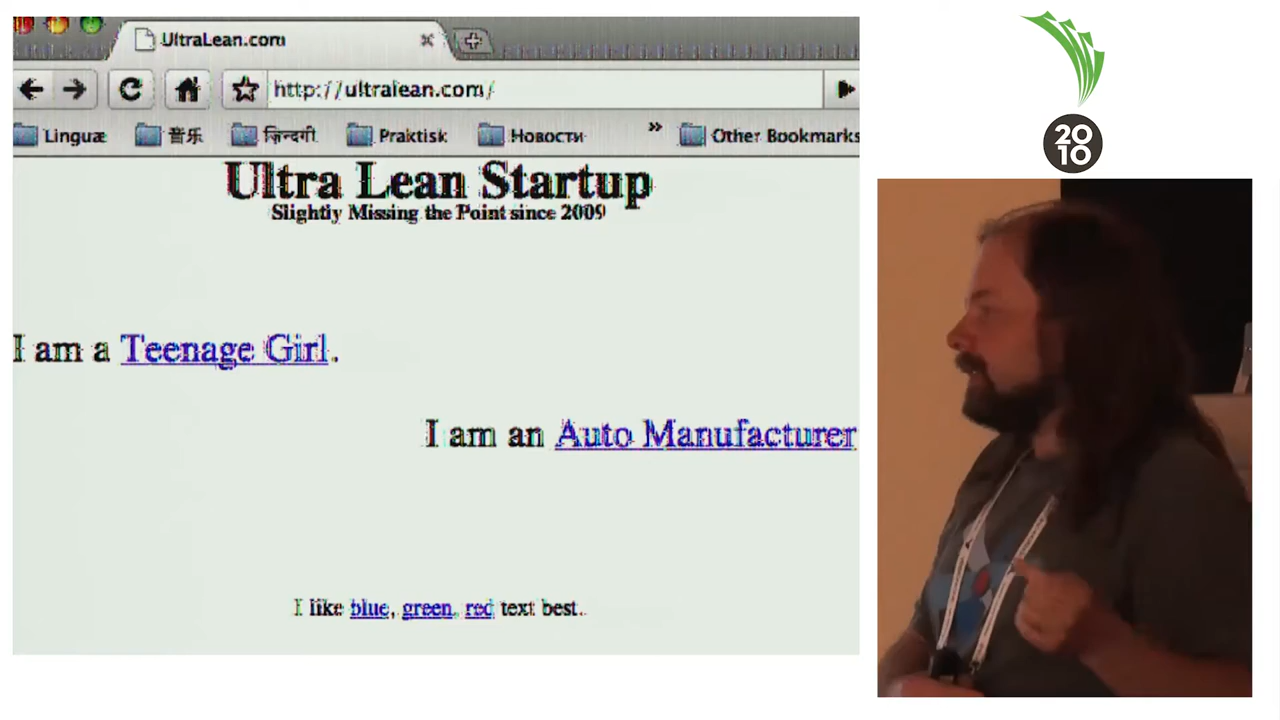 UltraLean.com
http://ultralean.com/
Linguæ 音乐 ज़िन्दगी Praktisk Новости » Other Bookmarks
Ultra Lean Startup
Slightly Missing the Point since 2009
I am a Teenage Girl.
I am an Auto Manufacturer
I like blue, green, red text best.
20
10